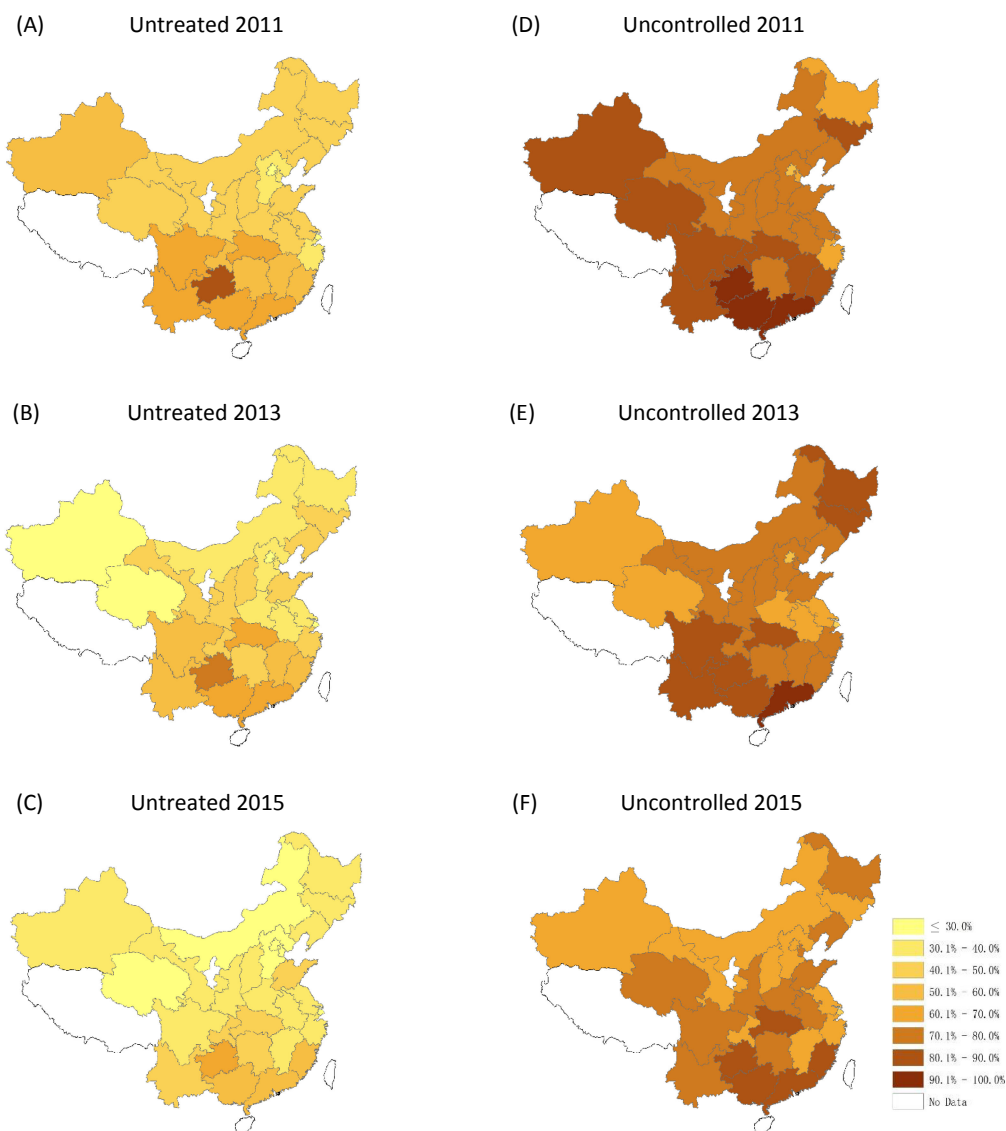 (A) Untreated 2011
(D) Uncontrolled 2011
(B) Untreated 2013
(E) Uncontrolled 2013
(C) Untreated 2015
(F) Uncontrolled 2015
≤ 30.0%
30.1% - 40.0%
40.1% - 50.0%
50.1% - 60.0%
60.1% - 70.0%
70.1% - 80.0%
80.1% - 90.0%
90.1% - 100.0%
No Data